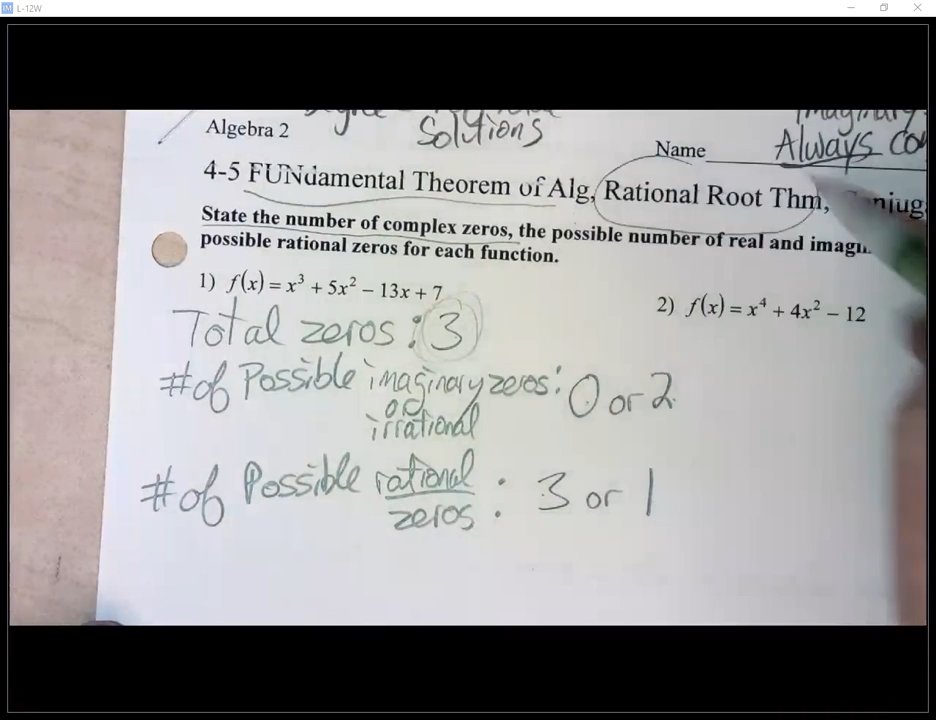 L-12W
Solutions
Algebra 2
Name
Always
4-5 FUNdamental Theorem of Alg, Rational Root Thm,
State the number of complex zeros, the possible number of real and
possible rational zeros for each function.
1) f(x) = x³ + 5x² – 13x + 7
2) f(x) = x⁴ + 4x² – 12
Total zeros : 3
# of Possible imaginary zeros: 0 or 2
or
irrational
# of Possible rational zeros : 3 or 1